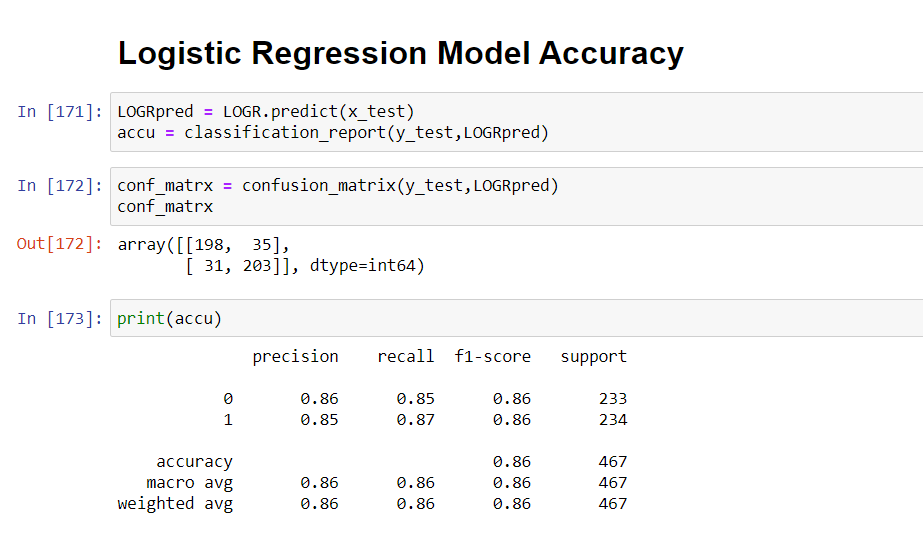 Logistic Regression Model Accuracy
In [171]: LOGRpred = LOGR.predict(x_test)
accu = classification_report(y_test,LOGRpred)
In [172]: conf_matrx = confusion_matrix(y_test,LOGRpred)
conf_matrx
Out[172]: array([[198,  35],
[ 31, 203]], dtype=int64)
In [173]: print(accu)
precision recall f1-score support
0 0.86 0.85 0.86 233
1 0.85 0.87 0.86 234
accuracy 0.86 467
macro avg 0.86 0.86 0.86 467
weighted avg 0.86 0.86 0.86 467